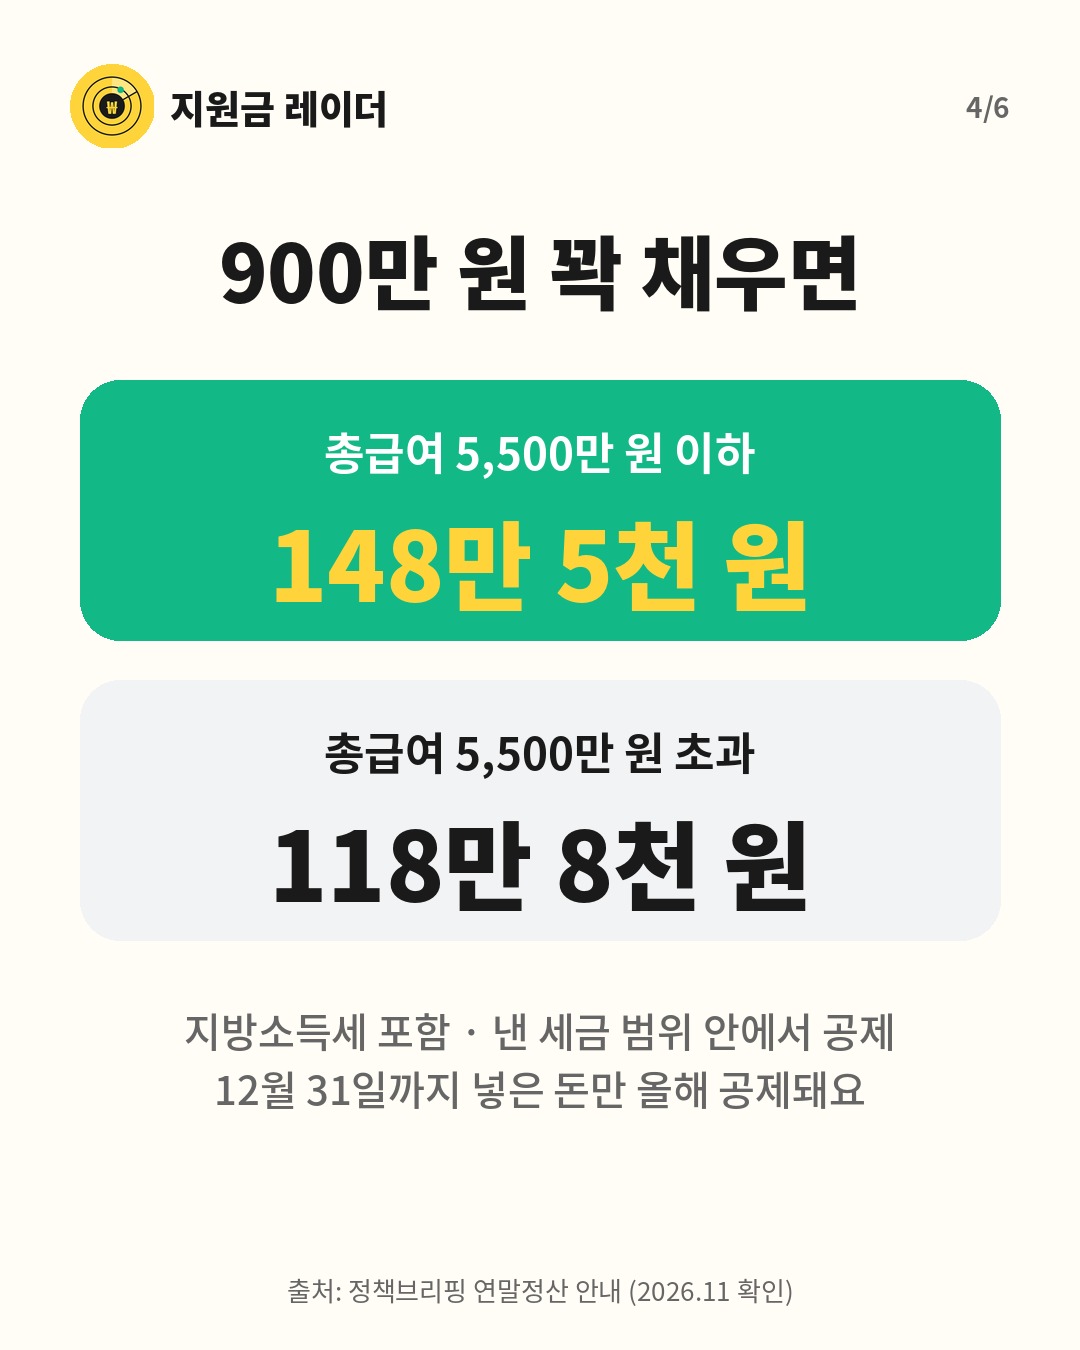 ₩
지원금 레이더
4/6
900만 원 꽉 채우면
총급여 5,500만 원 이하
148만 5천 원
총급여 5,500만 원 초과
118만 8천 원
지방소득세 포함 · 낸 세금 범위 안에서 공제
12월 31일까지 넣은 돈만 올해 공제돼요
출처: 정책브리핑 연말정산 안내 (2026.11 확인)